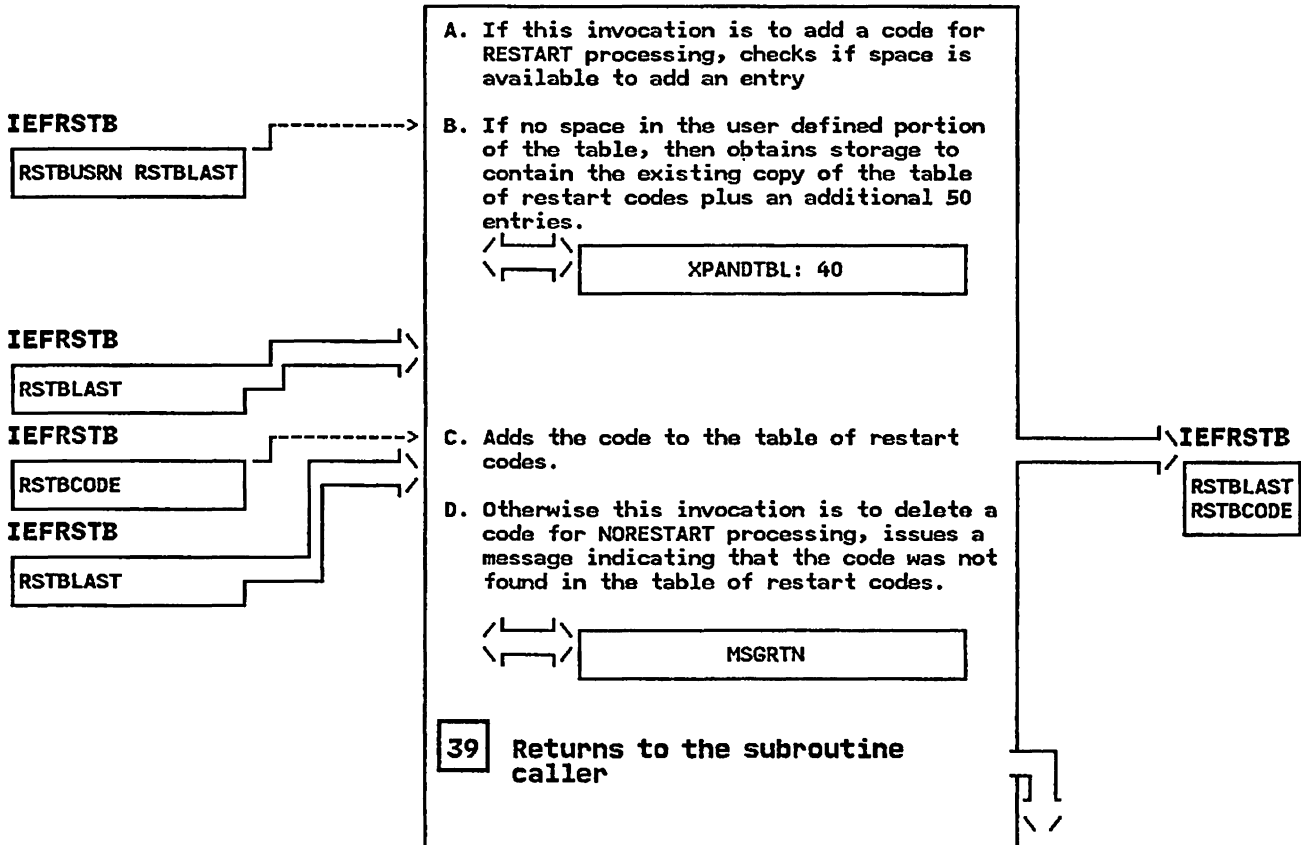 A. If this invocation is to add a code for
RESTART processing, checks if space is
available to add an entry
IEFRSTB
RSTBUSRN RSTBLAST
B. If no space in the user defined portion
of the table, then obtains storage to
contain the existing copy of the table
of restart codes plus an additional 50
entries.
XPANDTBL: 40
IEFRSTB
RSTBLAST
IEFRSTB
RSTBCODE
IEFRSTB
RSTBLAST
C. Adds the code to the table of restart
codes.
IEFRSTB
RSTBLAST
RSTBCODE
D. Otherwise this invocation is to delete a
code for NORESTART processing, issues a
message indicating that the code was not
found in the table of restart codes.
MSGRTN
39 Returns to the subroutine
caller